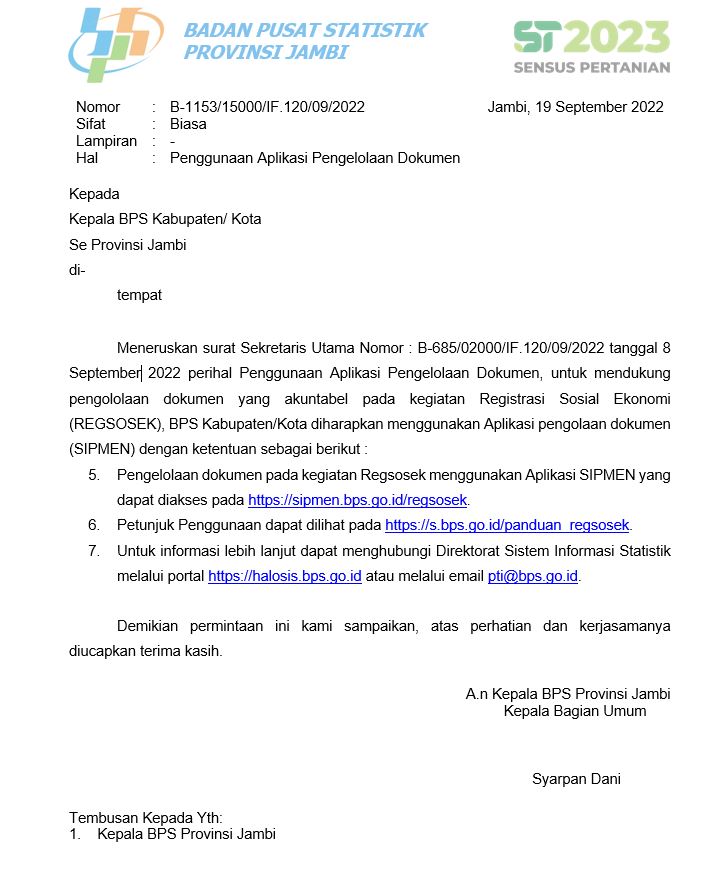 BADAN PUSAT STATISTIK
PROVINSI JAMBI
ST2023
SENSUS PERTANIAN
Nomor : B-1153/15000/IF.120/09/2022 Jambi, 19 September 2022
Sifat : Biasa
Lampiran : -
Hal : Penggunaan Aplikasi Pengelolaan Dokumen
Kepada
Kepala BPS Kabupaten/ Kota
Se Provinsi Jambi
di-
tempat
Meneruskan surat Sekretaris Utama Nomor : B-685/02000/IF.120/09/2022 tanggal 8
September 2022 perihal Penggunaan Aplikasi Pengelolaan Dokumen, untuk mendukung
pengololaan dokumen yang akuntabel pada kegiatan Registrasi Sosial Ekonomi
(REGSOSEK), BPS Kabupaten/Kota diharapkan menggunakan Aplikasi pengolaan dokumen
(SIPMEN) dengan ketentuan sebagai berikut :
5. Pengelolaan dokumen pada kegiatan Regsosek menggunakan Aplikasi SIPMEN yang
dapat diakses pada https://sipmen.bps.go.id/regsosek.
6. Petunjuk Penggunaan dapat dilihat pada https://s.bps.go.id/panduan_regsosek.
7. Untuk informasi lebih lanjut dapat menghubungi Direktorat Sistem Informasi Statistik
melalui portal https://halosis.bps.go.id atau melalui email pti@bps.go.id.
Demikian permintaan ini kami sampaikan, atas perhatian dan kerjasamanya
diucapkan terima kasih.
A.n Kepala BPS Provinsi Jambi
Kepala Bagian Umum
Syarpan Dani
Tembusan Kepada Yth:
1. Kepala BPS Provinsi Jambi